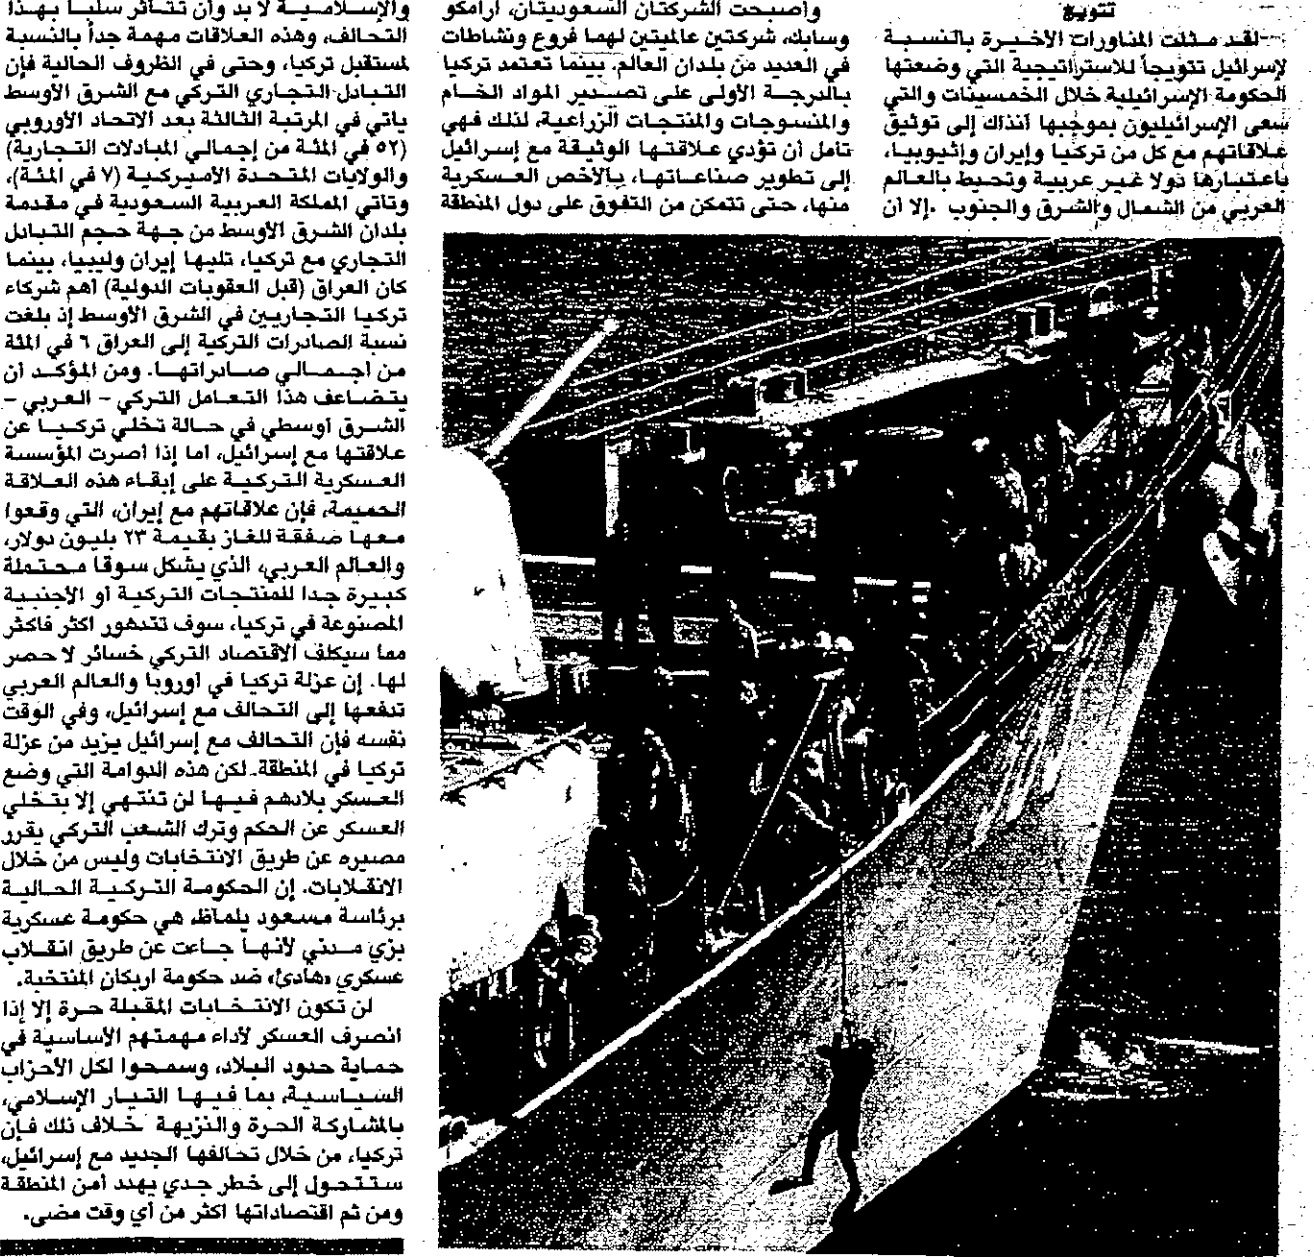 تتويج
لقد مثلت المناورات الأخيرة بالنسبة
لإسرائيل تتويجاً للاستراتيجية التي وضعتها
الحكومة الإسرائيلية خلال الخمسينات والتي
سعى الإسرائيليون بموجبها آنذاك إلى توثيق
علاقاتهم مع كل من تركيا وإيران وإثيوبيا،
باعتبارها دولا غير عربية وتحيط بالعالم
العربي من الشمال والشرق والجنوب .إلا أن
واصبحت الشركتان السعوديتان، ارامكو
وسابك، شركتين عالميتين لهما فروع ونشاطات
في العديد من بلدان العالم. بينما تعتمد تركيا
بالدرجة الأولى على تصدير المواد الخام
والمنسوجات والمنتجات الزراعية، لذلك فهي
تأمل أن تؤدي علاقتها الوثيقة مع إسرائيل
إلى تطوير صناعاتها، بالأخص العسكرية
منها، حتى تتمكن من التفوق على دول المنطقة
والإسلامية لا بد وأن تتأثر سلباً بهذا
التحالف، وهذه العلاقات مهمة جداً بالنسبة
لمستقبل تركيا، وحتى في الظروف الحالية فإن
التبادل التجاري التركي مع الشرق الأوسط
يأتي في المرتبة الثالثة بعد الاتحاد الأوروبي
(٥٢ في المئة من إجمالي المبادلات التجارية)
والولايات المتحدة الأميركية (٧ في المئة)،
وتأتي المملكة العربية السعودية في مقدمة
بلدان الشرق الأوسط من جهة حجم التبادل
التجاري مع تركيا، تليها إيران وليبيا، بينما
كان العراق (قبل العقوبات الدولية) أهم شركاء
تركيا التجاريين في الشرق الأوسط إذ بلغت
نسبة الصادرات التركية إلى العراق ٦ في المئة
من اجمالي صادراتها. ومن المؤكد أن
يتضاعف هذا التعامل التركي - العربي -
الشرق أوسطي في حالة تخلي تركيا عن
علاقتها مع إسرائيل، اما إذا أصرت المؤسسة
العسكرية التركية على إبقاء هذه العلاقة
الحميمة، فإن علاقاتهم مع إيران، التي وقعوا
معها صفقة للغاز بقيمة ٢٣ بليون دولار،
والعالم العربي، الذي يشكل سوقا محتملة
كبيرة جدا للمنتجات التركية أو الأجنبية
المصنوعة في تركيا، سوف تتدهور اكثر فاكثر
مما سيكلف الاقتصاد التركي خسائر لا حصر
لها. إن عزلة تركيا في اوروبا والعالم العربي
تدفعها إلى التحالف مع إسرائيل، وفي الوقت
نفسه فإن التحالف مع إسرائيل يزيد من عزلة
تركيا في المنطقة. لكن هذه الدوامة التي وضع
العسكر بلادهم فيها لن تنتهي إلا بتخلي
العسكر عن الحكم وترك الشعب التركي يقرر
مصيره عن طريق الانتخابات وليس من خلال
الانقلابات. إن الحكومة التركية الحالية
برئاسة مسعود يلماظ، هي حكومة عسكرية
بزي مدني لأنها جاءت عن طريق انقلاب
عسكري «هادئ» ضد حكومة اربكان المنتخبة.
لن تكون الانتخابات المقبلة حرة إلا إذا
انصرف العسكر لأداء مهمتهم الأساسية في
حماية حدود البلاد، وسمحوا لكل الأحزاب
السياسية، بما فيها التيار الإسلامي،
بالمشاركة الحرة والنزيهة خلاف ذلك فإن
تركيا، من خلال تحالفها الجديد مع إسرائيل،
ستتحول إلى خطر جدي يهدد أمن المنطقة
ومن ثم اقتصاداتها اكثر من أي وقت مضى.